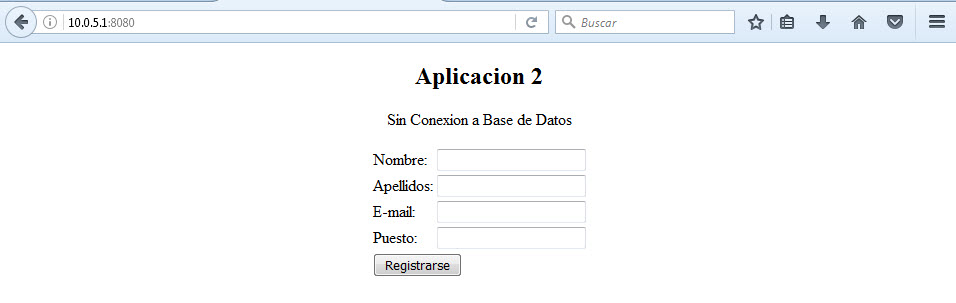 10.0.5.1:8080
Buscar
Aplicacion 2
Sin Conexion a Base de Datos
Nombre:
Apellidos:
E-mail:
Puesto:
Registrarse